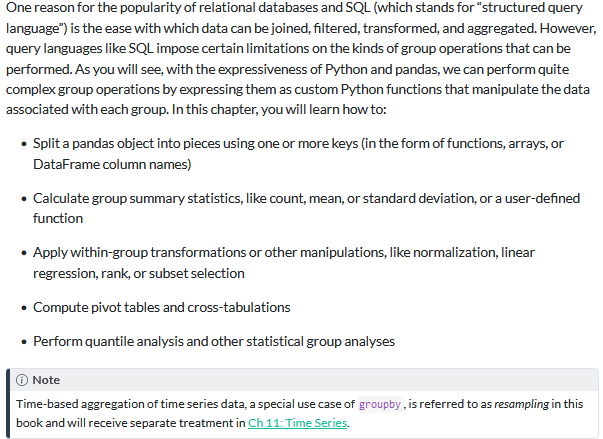 One reason for the popularity of relational databases and SQL (which stands for “structured query
language”) is the ease with which data can be joined, filtered, transformed, and aggregated. However,
query languages like SQL impose certain limitations on the kinds of group operations that can be
performed. As you will see, with the expressiveness of Python and pandas, we can perform quite
complex group operations by expressing them as custom Python functions that manipulate the data
associated with each group. In this chapter, you will learn how to:
• Split a pandas object into pieces using one or more keys (in the form of functions, arrays, or
DataFrame column names)
• Calculate group summary statistics, like count, mean, or standard deviation, or a user-defined
function
• Apply within-group transformations or other manipulations, like normalization, linear
regression, rank, or subset selection
• Compute pivot tables and cross-tabulations
• Perform quantile analysis and other statistical group analyses
Note
Time-based aggregation of time series data, a special use case of groupby, is referred to as resampling in this
book and will receive separate treatment in Ch 11: Time Series.